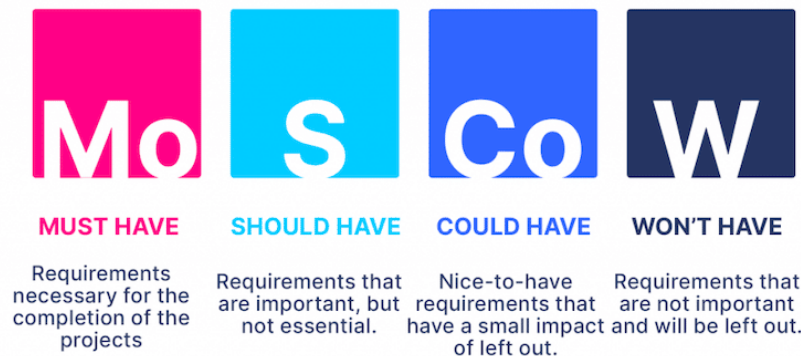 Mo
S
Co
W
MUST HAVE
SHOULD HAVE
COULD HAVE
WON'T HAVE
Requirements
necessary for the
completion of the
projects
Requirements that
are important, but
not essential.
Nice-to-have
requirements that
have a small impact
of left out.
Requirements that
are not important
and will be left out.